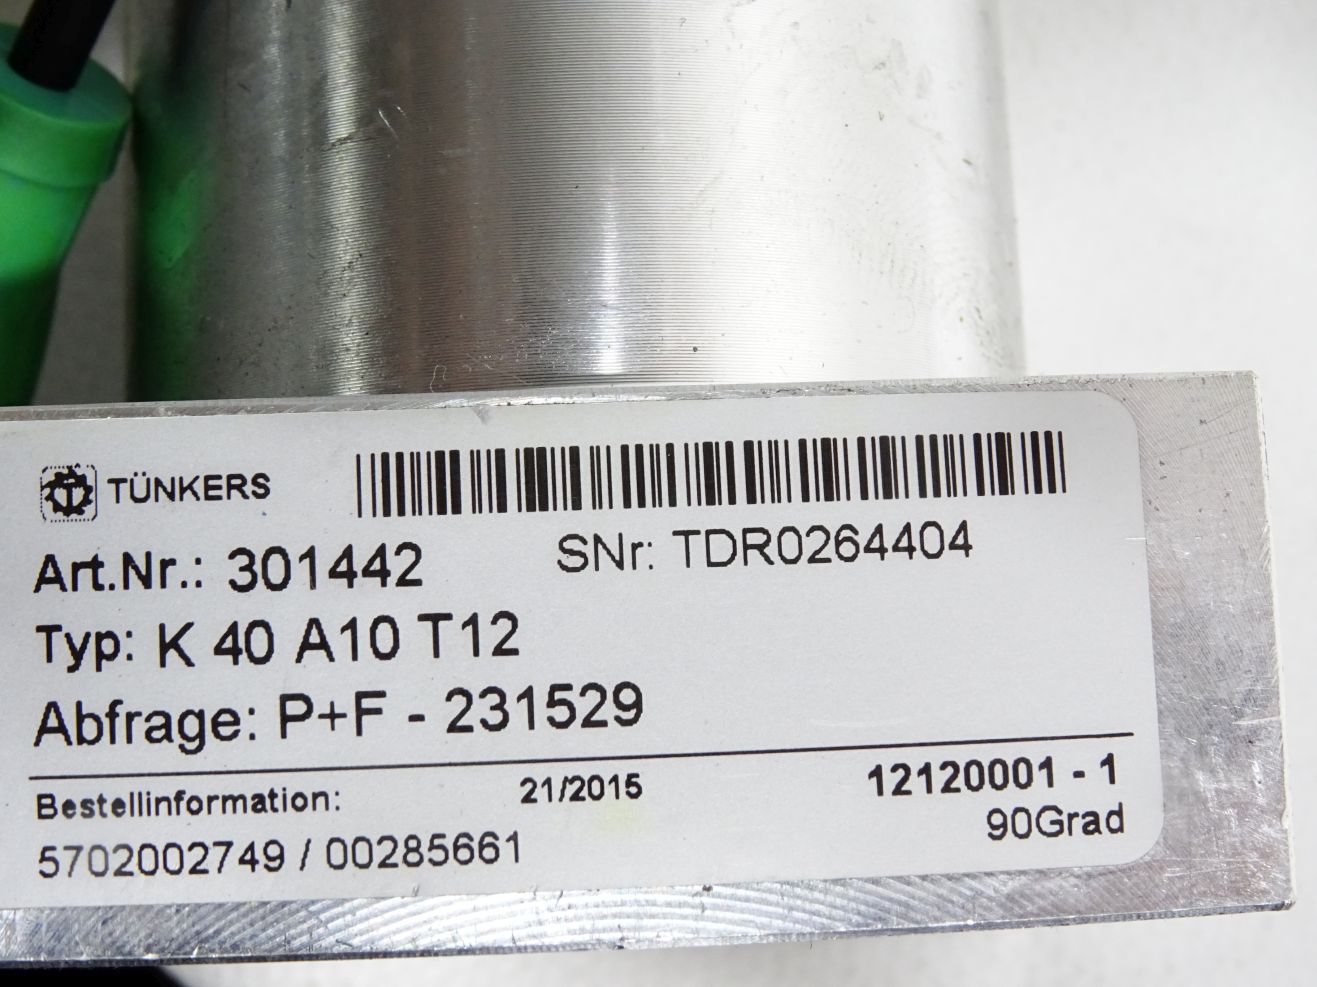 TÜNKERS
Art.Nr.: 301442 SNr: TDR0264404
Typ: K 40 A10 T12
Abfrage: P+F - 231529
Bestellinformation: 21/2015 12120001 - 1
90Grad
5702002749 / 00285661